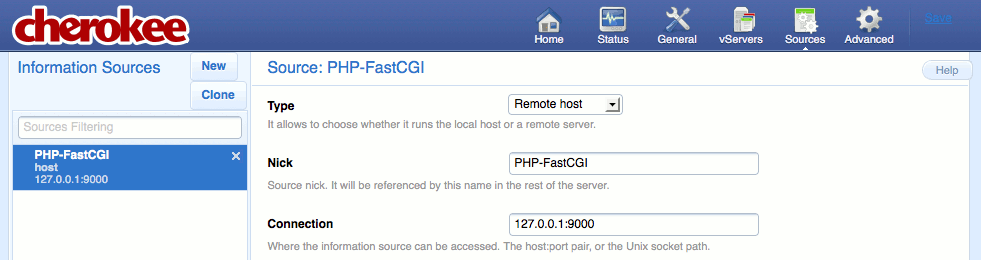 cherokee
Home Status General vServers Sources Advanced Save
Information Sources New
Clone
Sources Filtering
PHP-FastCGI
host
127.0.0.1:9000
Source: PHP-FastCGI Help
Type Remote host
It allows to choose whether it runs the local host or a remote server.
Nick PHP-FastCGI
Source nick. It will be referenced by this name in the rest of the server.
Connection 127.0.0.1:9000
Where the information source can be accessed. The host:port pair, or the Unix socket path.